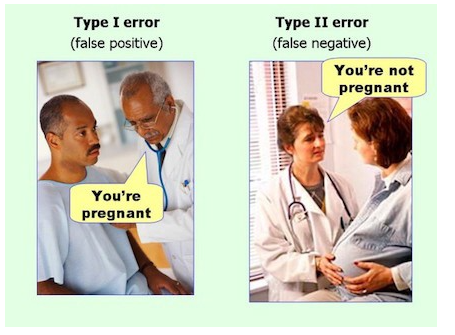 Type I error
(false positive)
You're
pregnant
Type II error
(false negative)
You're not
pregnant